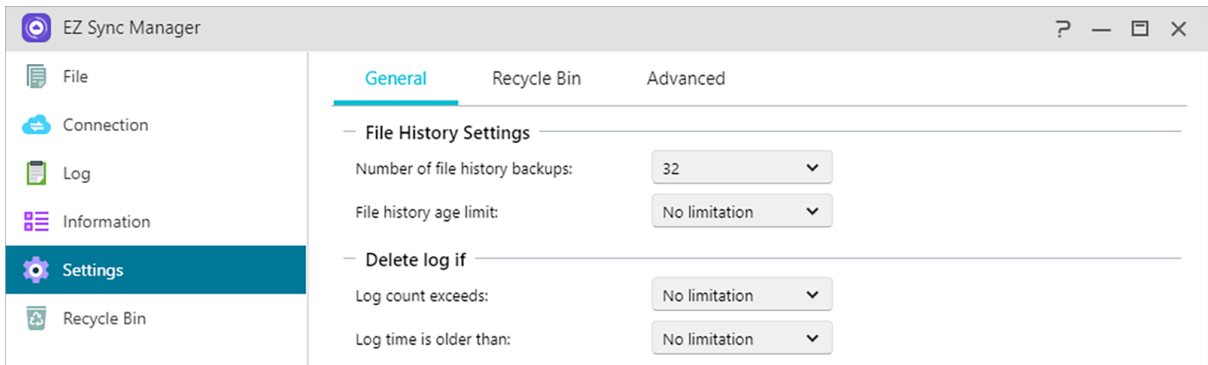 EZ Sync Manager
File
Connection
Log
Information
Settings
Recycle Bin
General Recycle Bin Advanced
File History Settings
Number of file history backups: 32
File history age limit: No limitation
Delete log if
Log count exceeds: No limitation
Log time is older than: No limitation